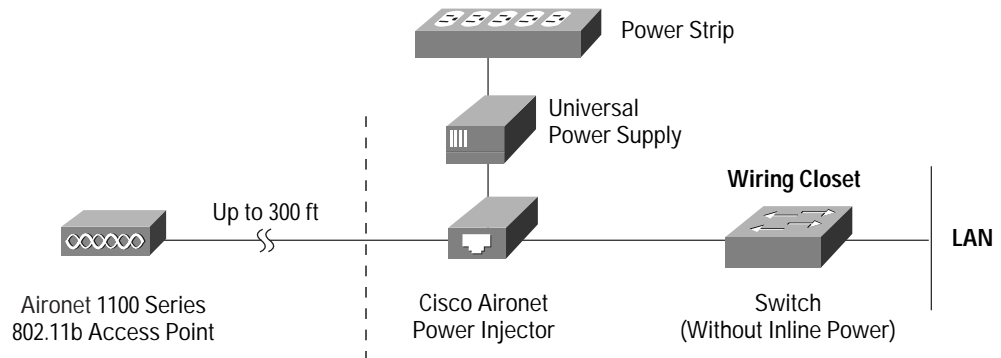 Power Strip
Universal
Power Supply
Wiring Closet
Up to 300 ft
LAN
Aironet 1100 Series
802.11b Access Point
Cisco Aironet
Power Injector
Switch
(Without Inline Power)